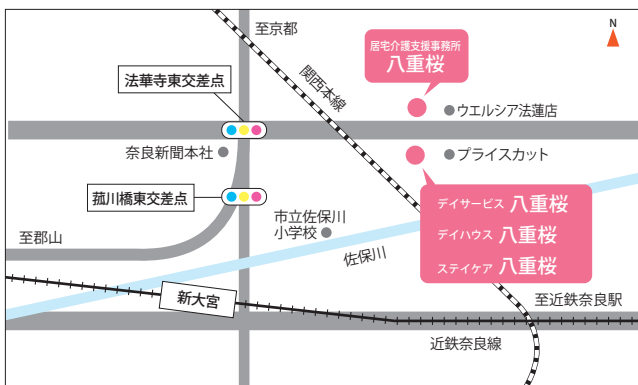 至京都
N
居宅介護支援事務所
八重桜
関西本線
法華寺東交差点
ウエルシア法蓮店
奈良新聞本社
プライスカット
菰川橋東交差点
デイサービス 八重桜
デイハウス 八重桜
ステイケア 八重桜
市立佐保川
小学校
至郡山
佐保川
新大宮
至近鉄奈良駅
近鉄奈良線